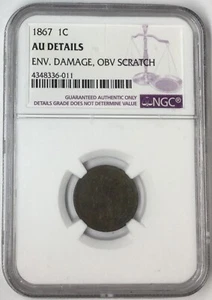 1867 1C
AU DETAILS
ENV. DAMAGE, OBV SCRATCH
4348336-011
GUARANTEED AUTHENTIC ONLY
DETAILS GRADE DOES NOT DETERMINE VALUE
NGC